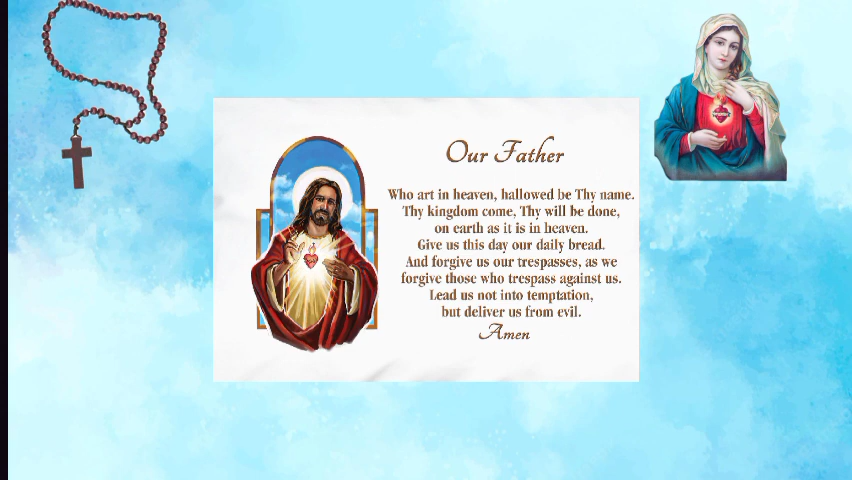 Our Father
Who art in heaven, hallowed be Thy name.
Thy kingdom come, Thy will be done,
on earth as it is in heaven.
Give us this day our daily bread.
And forgive us our trespasses, as we
forgive those who trespass against us.
Lead us not into temptation,
but deliver us from evil.
Amen